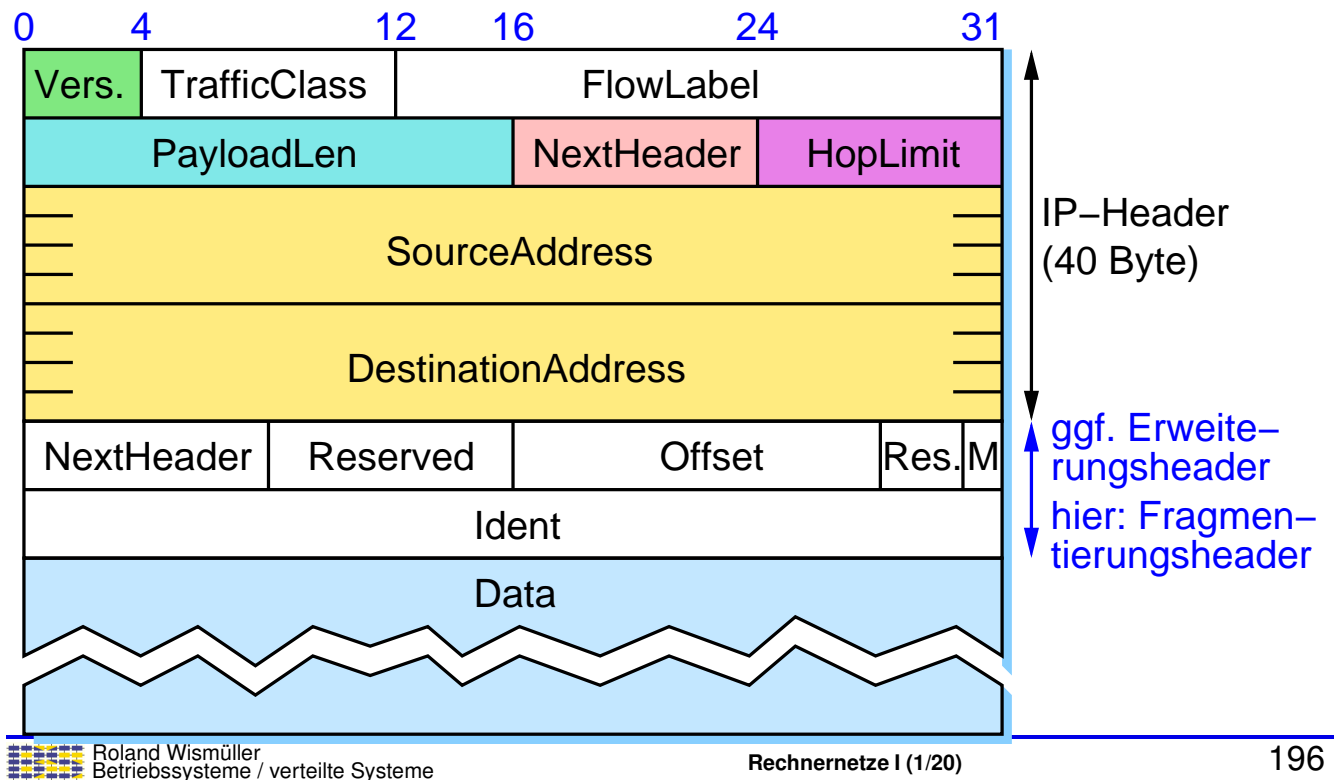 0 4 12 16 24 31
Vers. TrafficClass FlowLabel
PayloadLen NextHeader HopLimit
SourceAddress
DestinationAddress
IP−Header
(40 Byte)
NextHeader Reserved Offset Res. M
Ident
ggf. Erweite−
rungsheader
hier: Fragmen−
tierungsheader
Data
Roland Wismüller
Betriebssysteme / verteilte Systeme
Rechnernetze I (1/20)
196